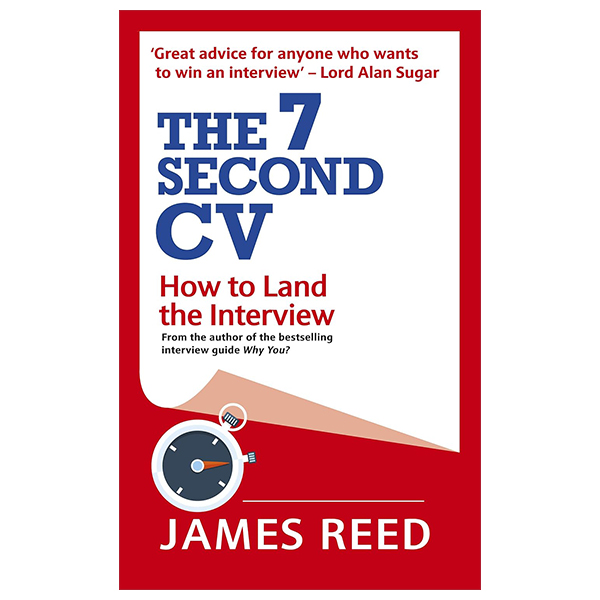 ‘Great advice for anyone who wants
to win an interview’ – Lord Alan Sugar
THE 7
SECOND
CV
How to Land
the Interview
From the author of the bestselling
interview guide Why You?
JAMES REED